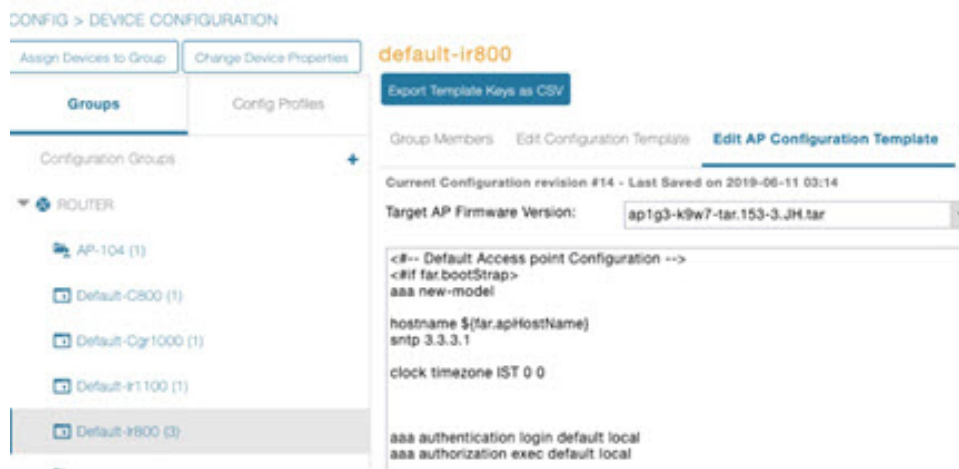 CONFIG > DEVICE CONFIGURATION
Assign Devices to Group
Change Device Properties
Groups
Config Profiles
Configuration Groups
+
ROUTER
AP-104 (1)
Default-C800 (1)
Default-Cgr1000 (1)
Default-Ir1100 (1)
Default-Ir800 (3)
default-ir800
Export Template Keys as CSV
Group Members
Edit Configuration Template
Edit AP Configuration Template
Current Configuration revision #14 - Last Saved on 2019-06-11 03:14
Target AP Firmware Version:
ap1g3-k9w7-tar.153-3.JH.tar
<#-- Default Access point Configuration -->
<#if far.bootStrap>
aaa new-model
hostname ${far.apHostName}
sntp 3.3.3.1
clock timezone IST 0 0
aaa authentication login default local
aaa authorization exec default local